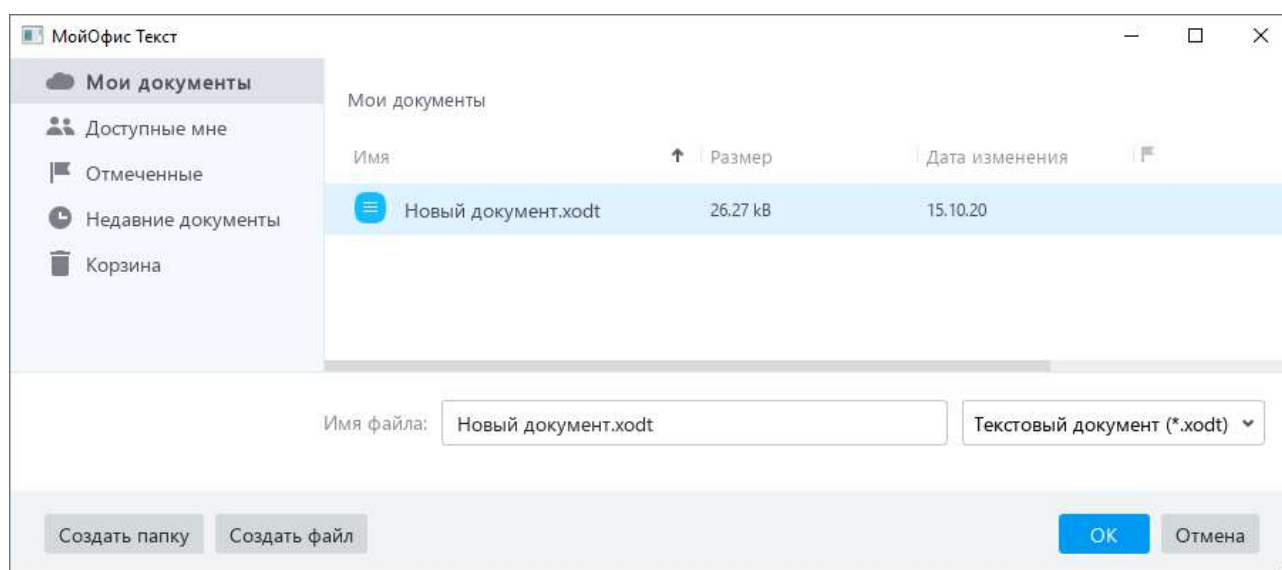 МойОфис Текст
Мои документы
Доступные мне
Отмеченные
Недавние документы
Корзина
Мои документы
Имя Размер Дата изменения
Новый документ.xodt 26.27 kB 15.10.20
Имя файла: Новый документ.xodt Текстовый документ (*.xodt)
Создать папку Создать файл ОК Отмена